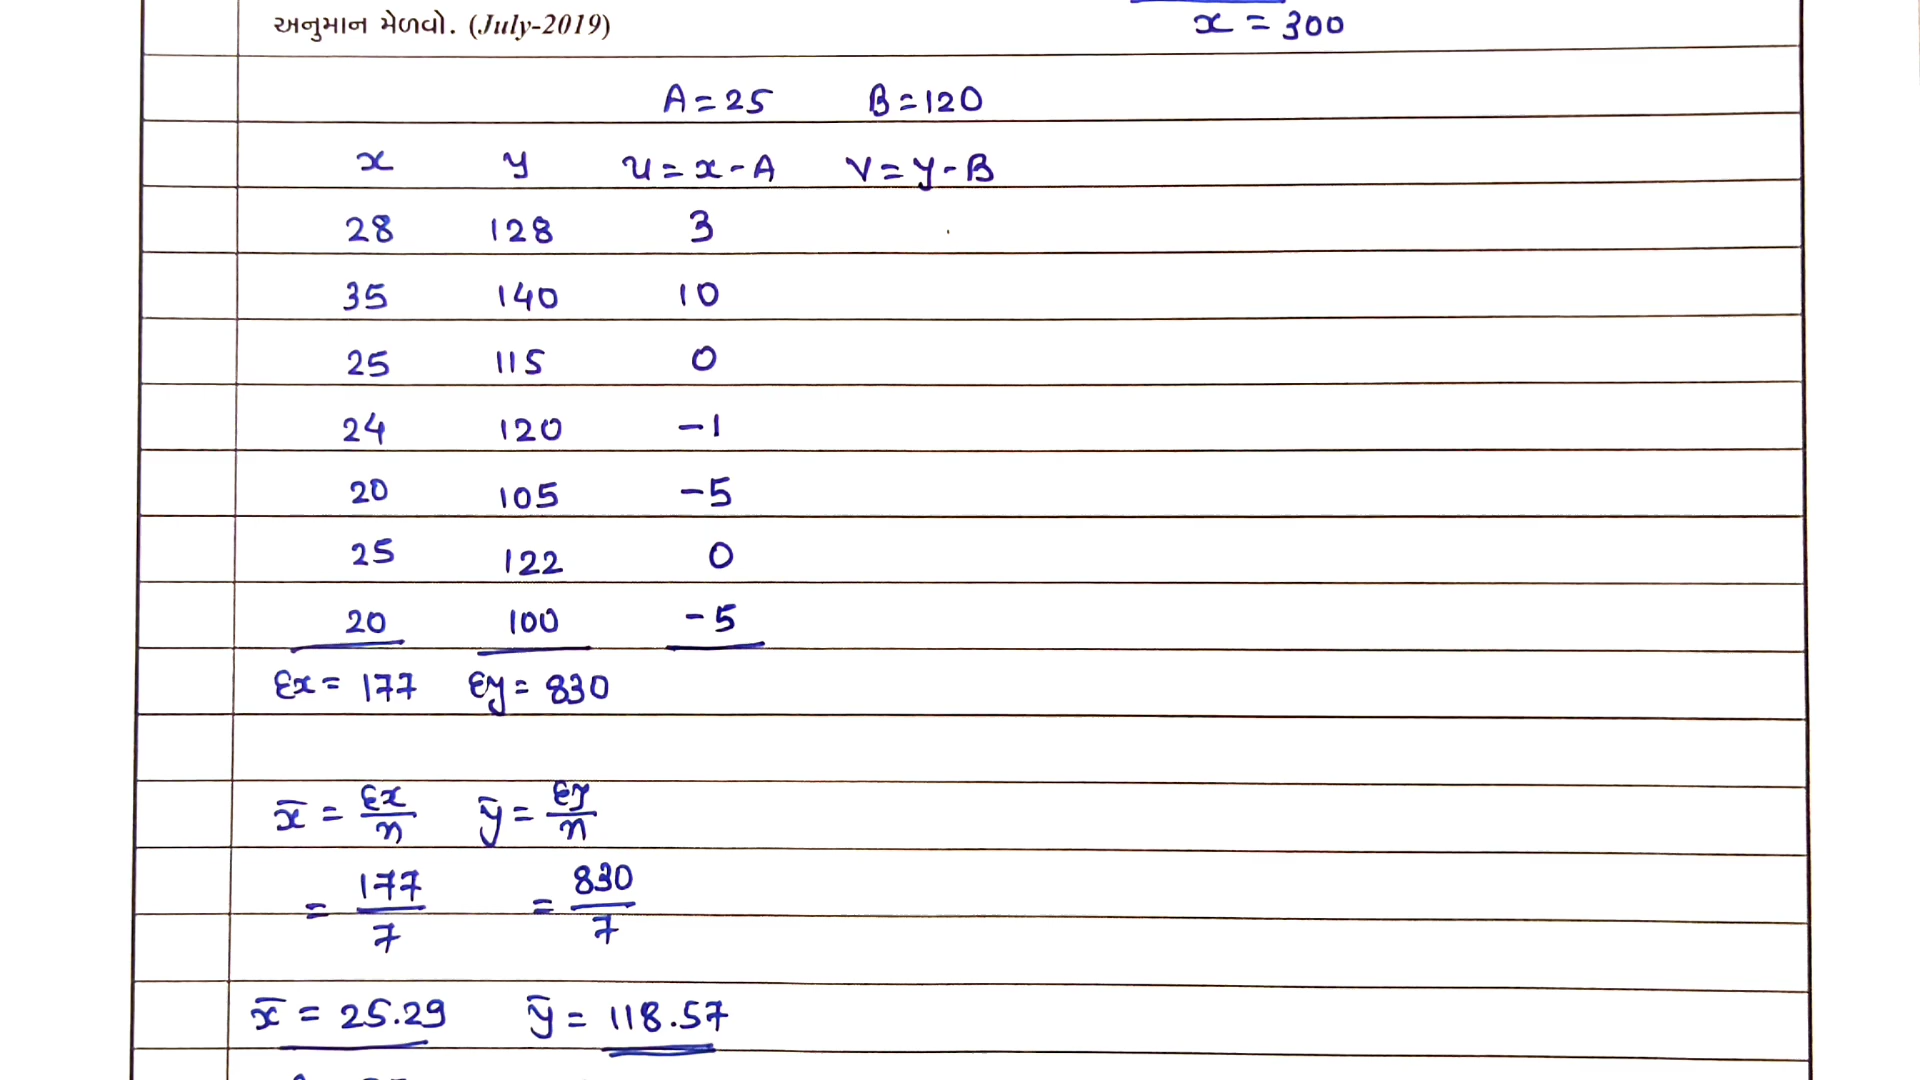 અનુમાન મેળવો. (July-2019)
x = 300
A = 25 B = 120
x y u = x - A v = y - B
28 128 3
35 140 10
25 115 0
24 120 -1
20 105 -5
25 122 0
20 100 -5
Σx = 177 Σy = 830
x̄ = Σx/n ȳ = Σy/n
= 177/7 = 830/7
x̄ = 25.29 ȳ = 118.57